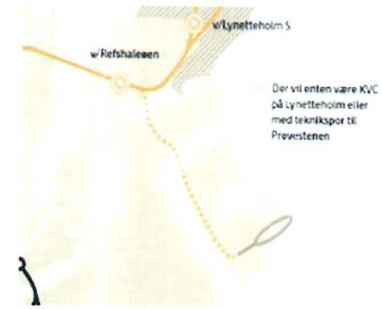 v/Lynetteholm S
v/Refshaleøen
Der vil enten være KVC
på Lynetteholm eller
med teknikspor til
Prøvestenen